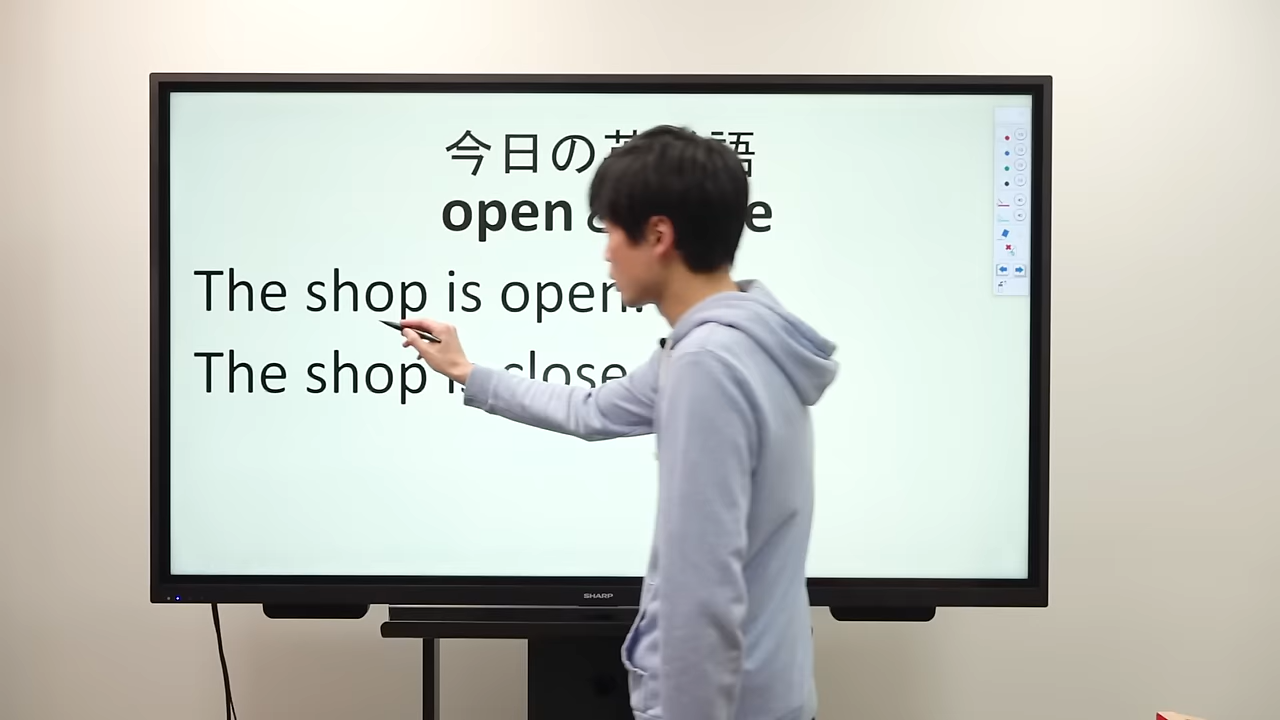 今日の 語
open e
The shop is open.
The shop close
SHARP